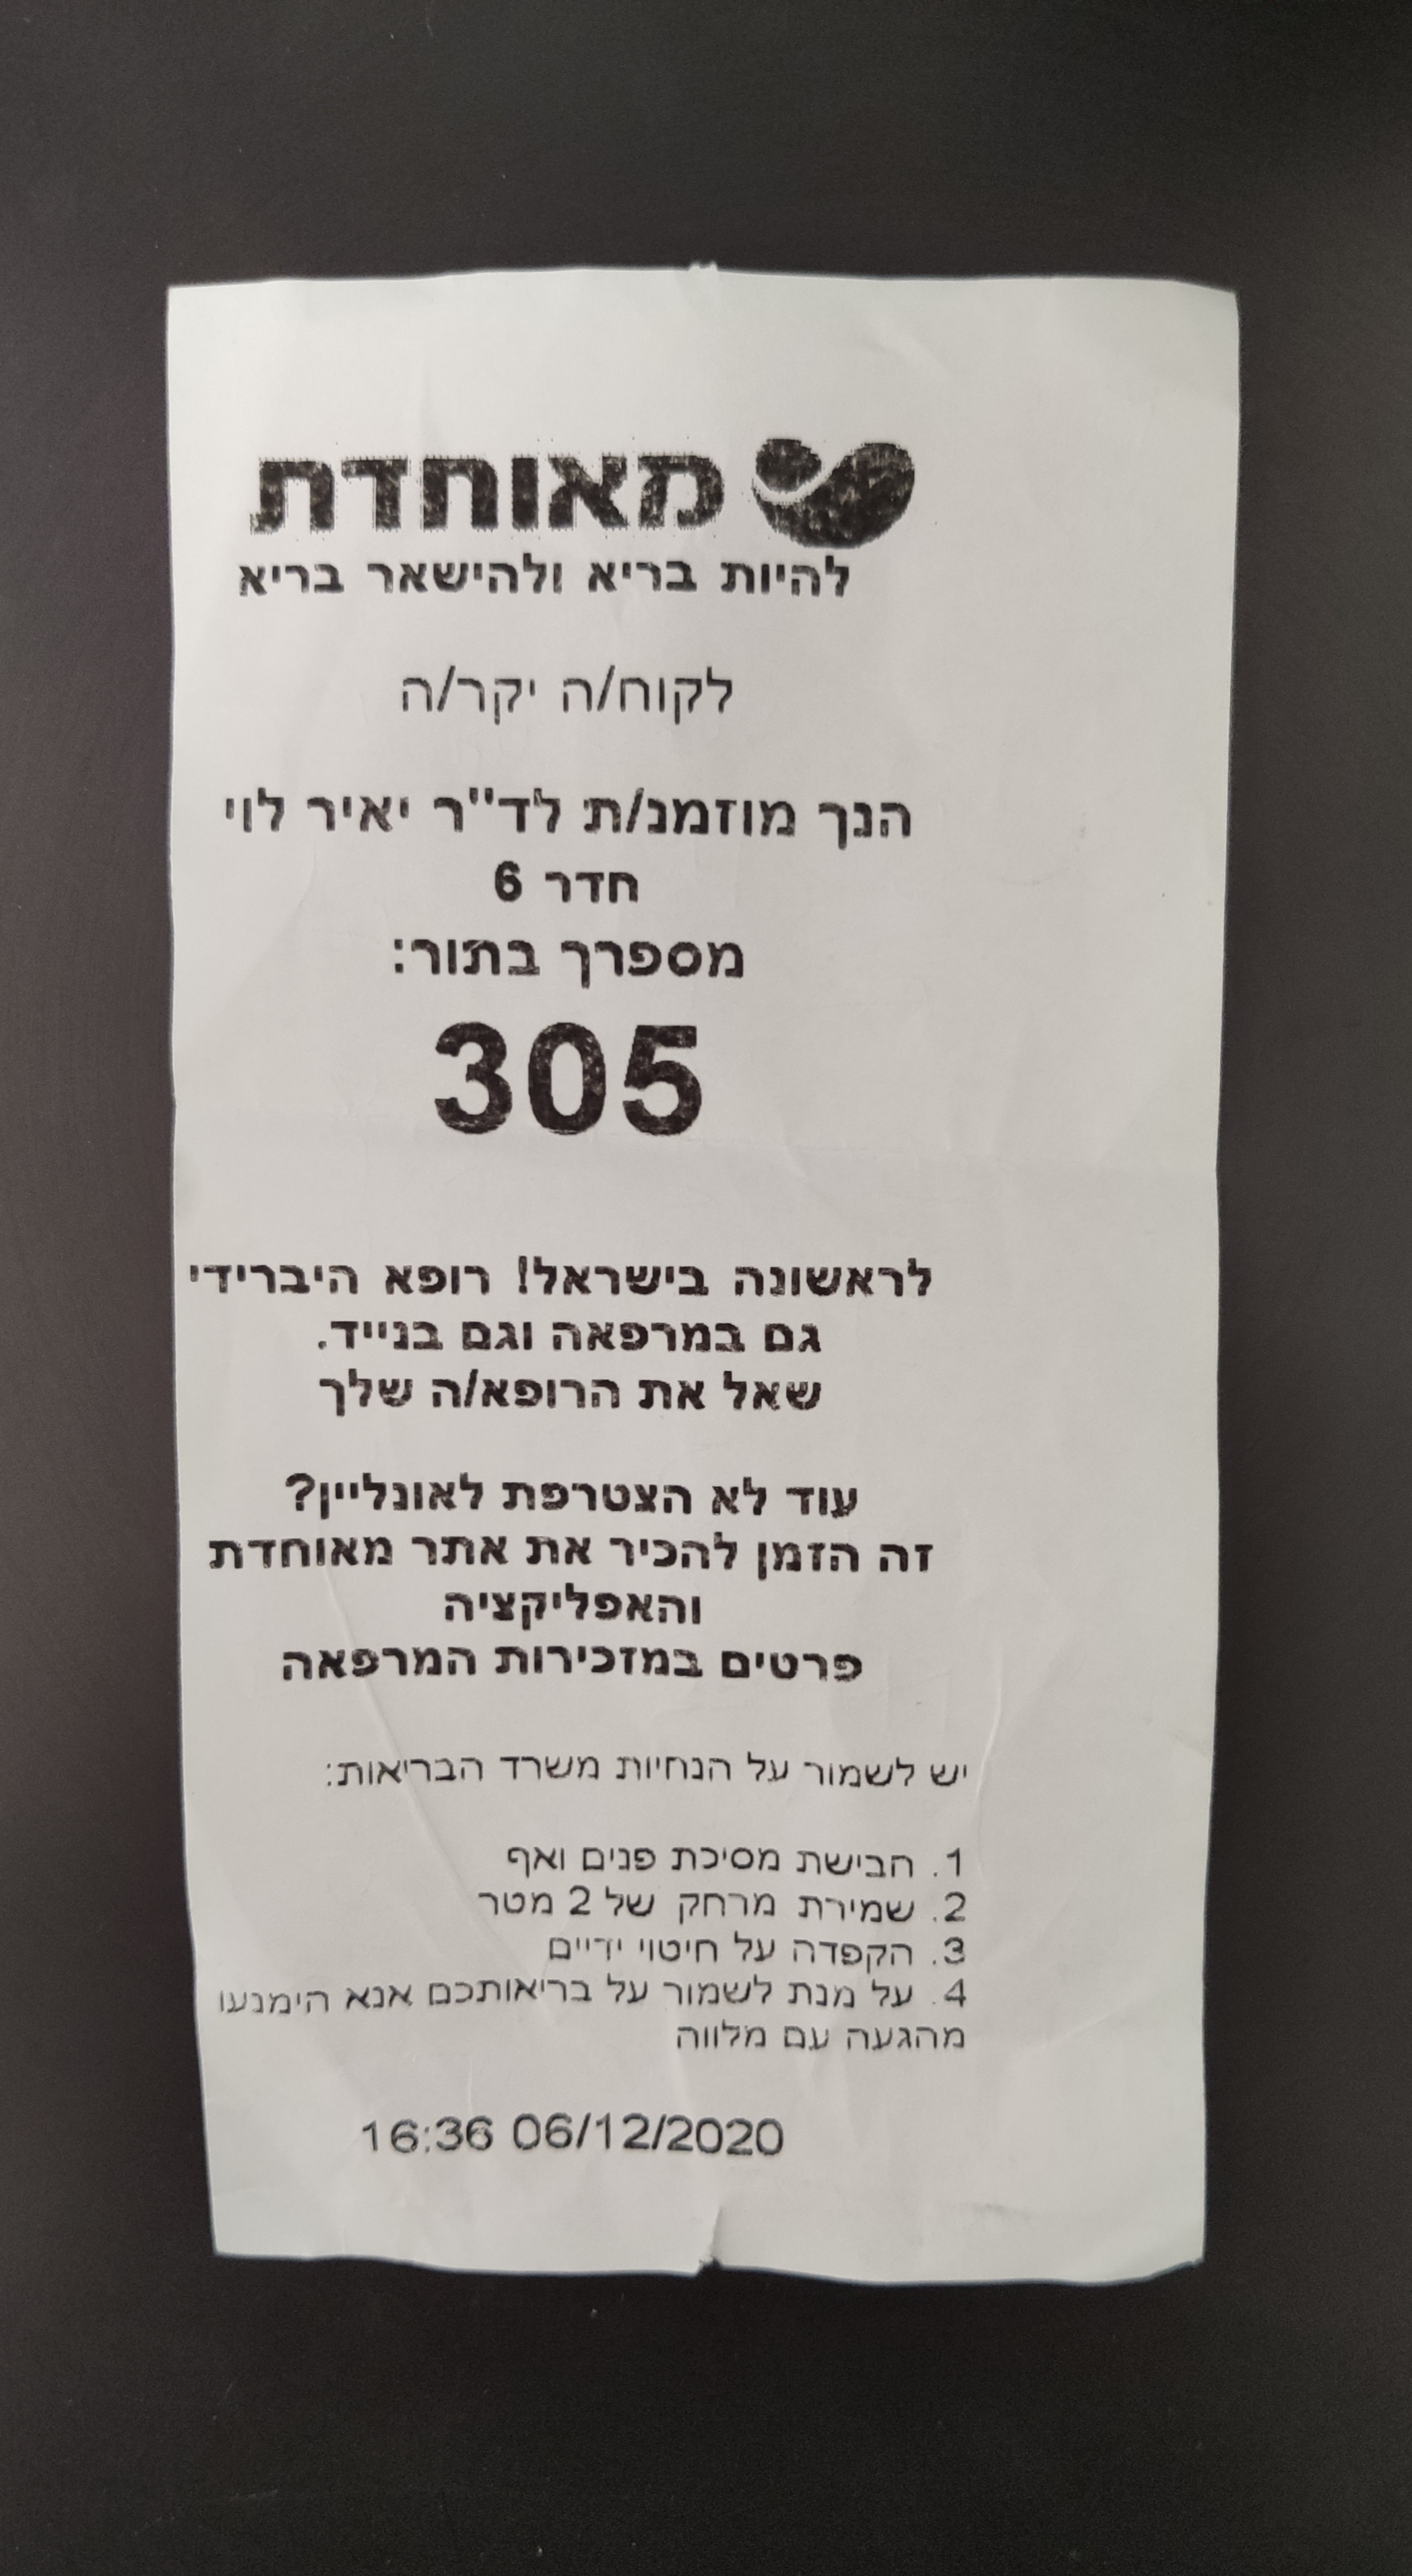 מאוחדת
להיות בריא ולהישאר בריא
לקוח/ה יקר/ה
הנך מוזמנ/ת לד"ר יאיר לוי
חדר 6
מספרך בתור:
305
לראשונה בישראל! רופא היברידי
גם במרפאה וגם בנייד.
שאל את הרופא/ה שלך
עוד לא הצטרפת לאונליין?
זה הזמן להכיר את אתר מאוחדת
והאפליקציה
פרטים במזכירות המרפאה
יש לשמור על הנחיות משרד הבריאות:
1. חבישת מסיכת פנים ואף
2. שמירת מרחק של 2 מטר
3. הקפדה על חיטוי ידיים
4. על מנת לשמור על בריאותכם אנא הימנעו
מהגעה עם מלווה
16:36 06/12/2020